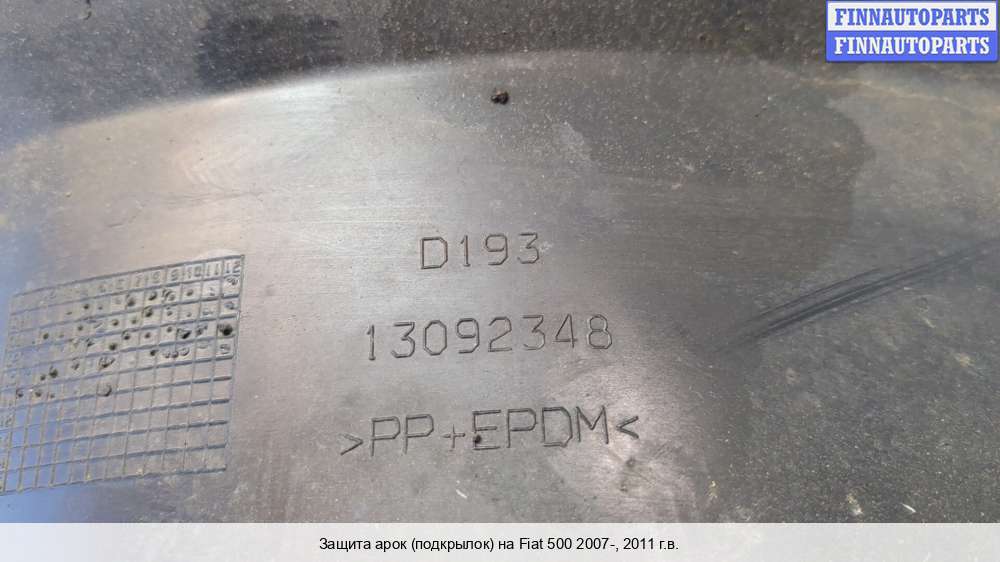 FINNAUTOPARTS
FINNAUTOPARTS
D193
13092348
>PP+EPDM<
Защита арок (подкрылок) на Fiat 500 2007-, 2011 г.в.